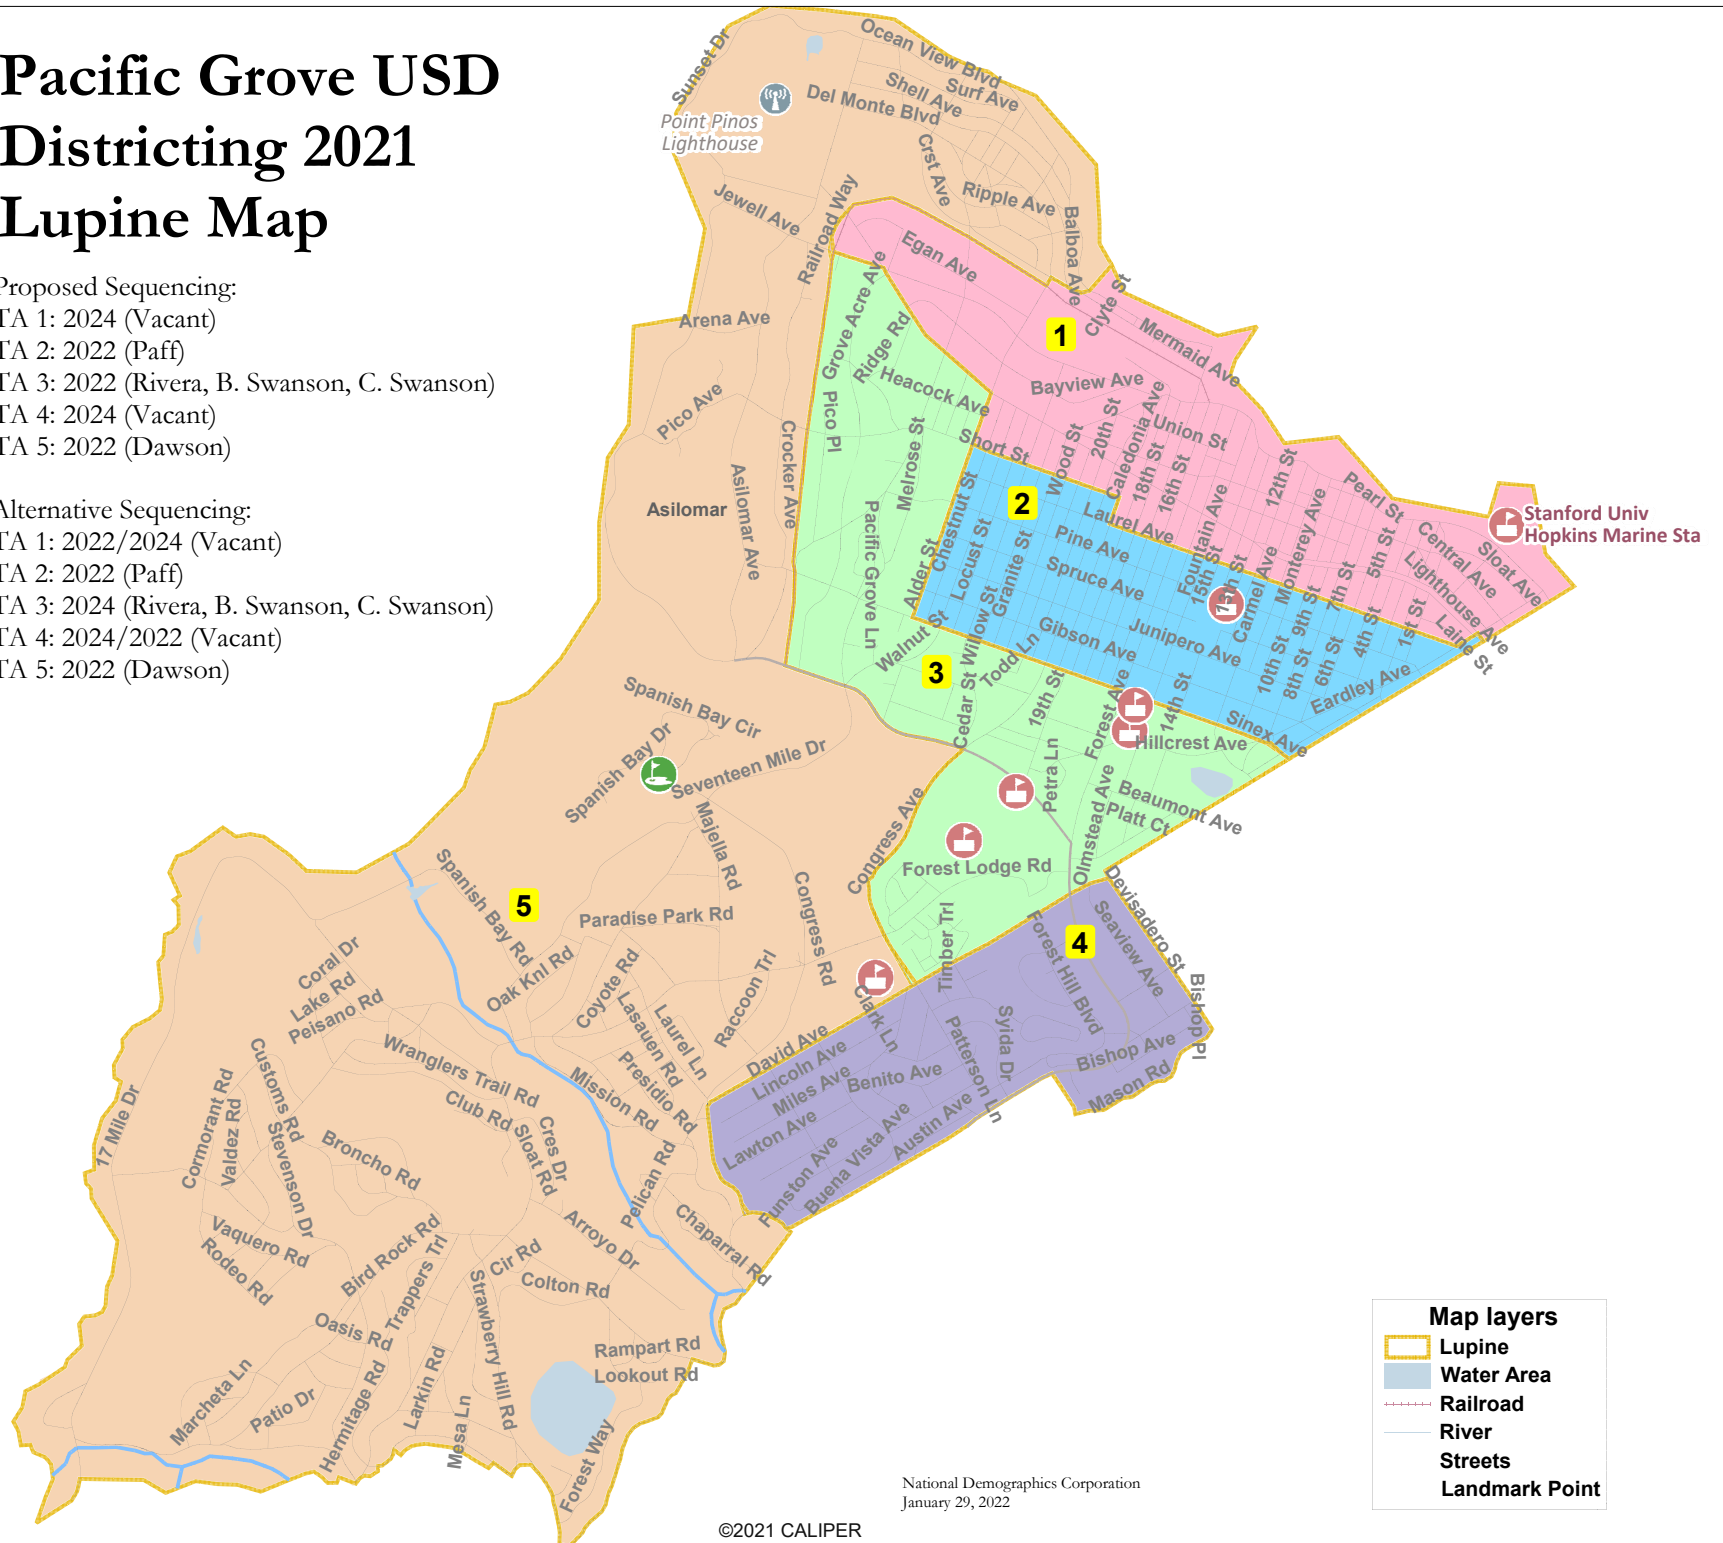 Pacific Grove USD
Districting 2021
Lupine Map
Proposed Sequencing:
TA 1: 2024 (Vacant)
TA 2: 2022 (Paff)
TA 3: 2022 (Rivera, B. Swanson, C. Swanson)
TA 4: 2024 (Vacant)
TA 5: 2022 (Dawson)
Alternative Sequencing:
TA 1: 2022/2024 (Vacant)
TA 2: 2022 (Paff)
TA 3: 2024 (Rivera, B. Swanson, C. Swanson)
TA 4: 2024/2022 (Vacant)
TA 5: 2022 (Dawson)
Sunset Dr
Ocean View Blvd
Shell Ave
Surf Ave
Del Monte Blvd
Point Pinos
Lighthouse
Crst Ave
Ripple Ave
Jewell Ave
Railroad Way
Balboa Ave
Egan Ave
Clyte St
Mermaid Ave
1
Arena Ave
Grove Acre Ave
Ridge Rd
Heacock Ave
Bayview Ave
Pico Ave
Pico Pl
Crocker Ave
Melrose St
Short St
Wood St
20th St
Caledonia Ave
Union St
18th St
16th St
12th St
Pearl St
Asilomar
Asilomar Ave
Pacific Grove Ln
Chestnut St
2
Laurel Ave
Fountain Ave
Monterey Ave
Stanford Univ
Hopkins Marine Sta
Central Ave
Sloat Ave
Lighthouse Ave
5th St
Alder St
Locust St
Granite St
Pine Ave
Spruce Ave
15th St
13th St
Carmel Ave
9th St
7th St
4th St
1st St
Laine St
Walnut St
Willow St
Todd Ln
Gibson Ave
Junipero Ave
10th St
8th St
6th St
Eardley Ave
3
Cedar St
19th St
Forest Ave
14th St
Sinex Ave
Hillcrest Ave
Spanish Bay Cir
Spanish Bay Dr
Seventeen Mile Dr
Petra Ln
Olmstead Ave
Beaumont Ave
Platt Ct
Majella Rd
Congress Ave
Forest Lodge Rd
Devisadero St
Spanish Bay Rd
5
Paradise Park Rd
Congress Rd
Timber Trl
Forest Hill Blvd
4
Seaview Ave
Bishop Pl
Coral Dr
Lake Rd
Peisano Rd
Oak Knl Rd
Coyote Rd
Lasauen Rd
Laurel Ln
Raccoon Trl
Clark Ln
Patterson Ln
Syida Dr
Bishop Ave
Mason Rd
David Ave
Lincoln Ave
Miles Ave
Benito Ave
Lawton Ave
Funston Ave
Buena Vista Ave
Austin Ave
17 Mile Dr
Customs Rd
Cormorant Rd
Valdez Rd
Stevenson Dr
Wranglers Trail Rd
Club Rd
Cres Dr
Sloat Rd
Mission Rd
Presidio Rd
Broncho Rd
Pelican Rd
Chaparral Rd
Vaquero Rd
Rodeo Rd
Bird Rock Rd
Trappers Trl
Cir Rd
Arroyo Dr
Colton Rd
Oasis Rd
Strawberry Hill Rd
Rampart Rd
Lookout Rd
Marcheta Ln
Patio Dr
Hermitage Rd
Larkin Rd
Mesa Ln
Forest Way
Map layers
Lupine
Water Area
Railroad
River
Streets
Landmark Point
National Demographics Corporation
January 29, 2022
©2021 CALIPER